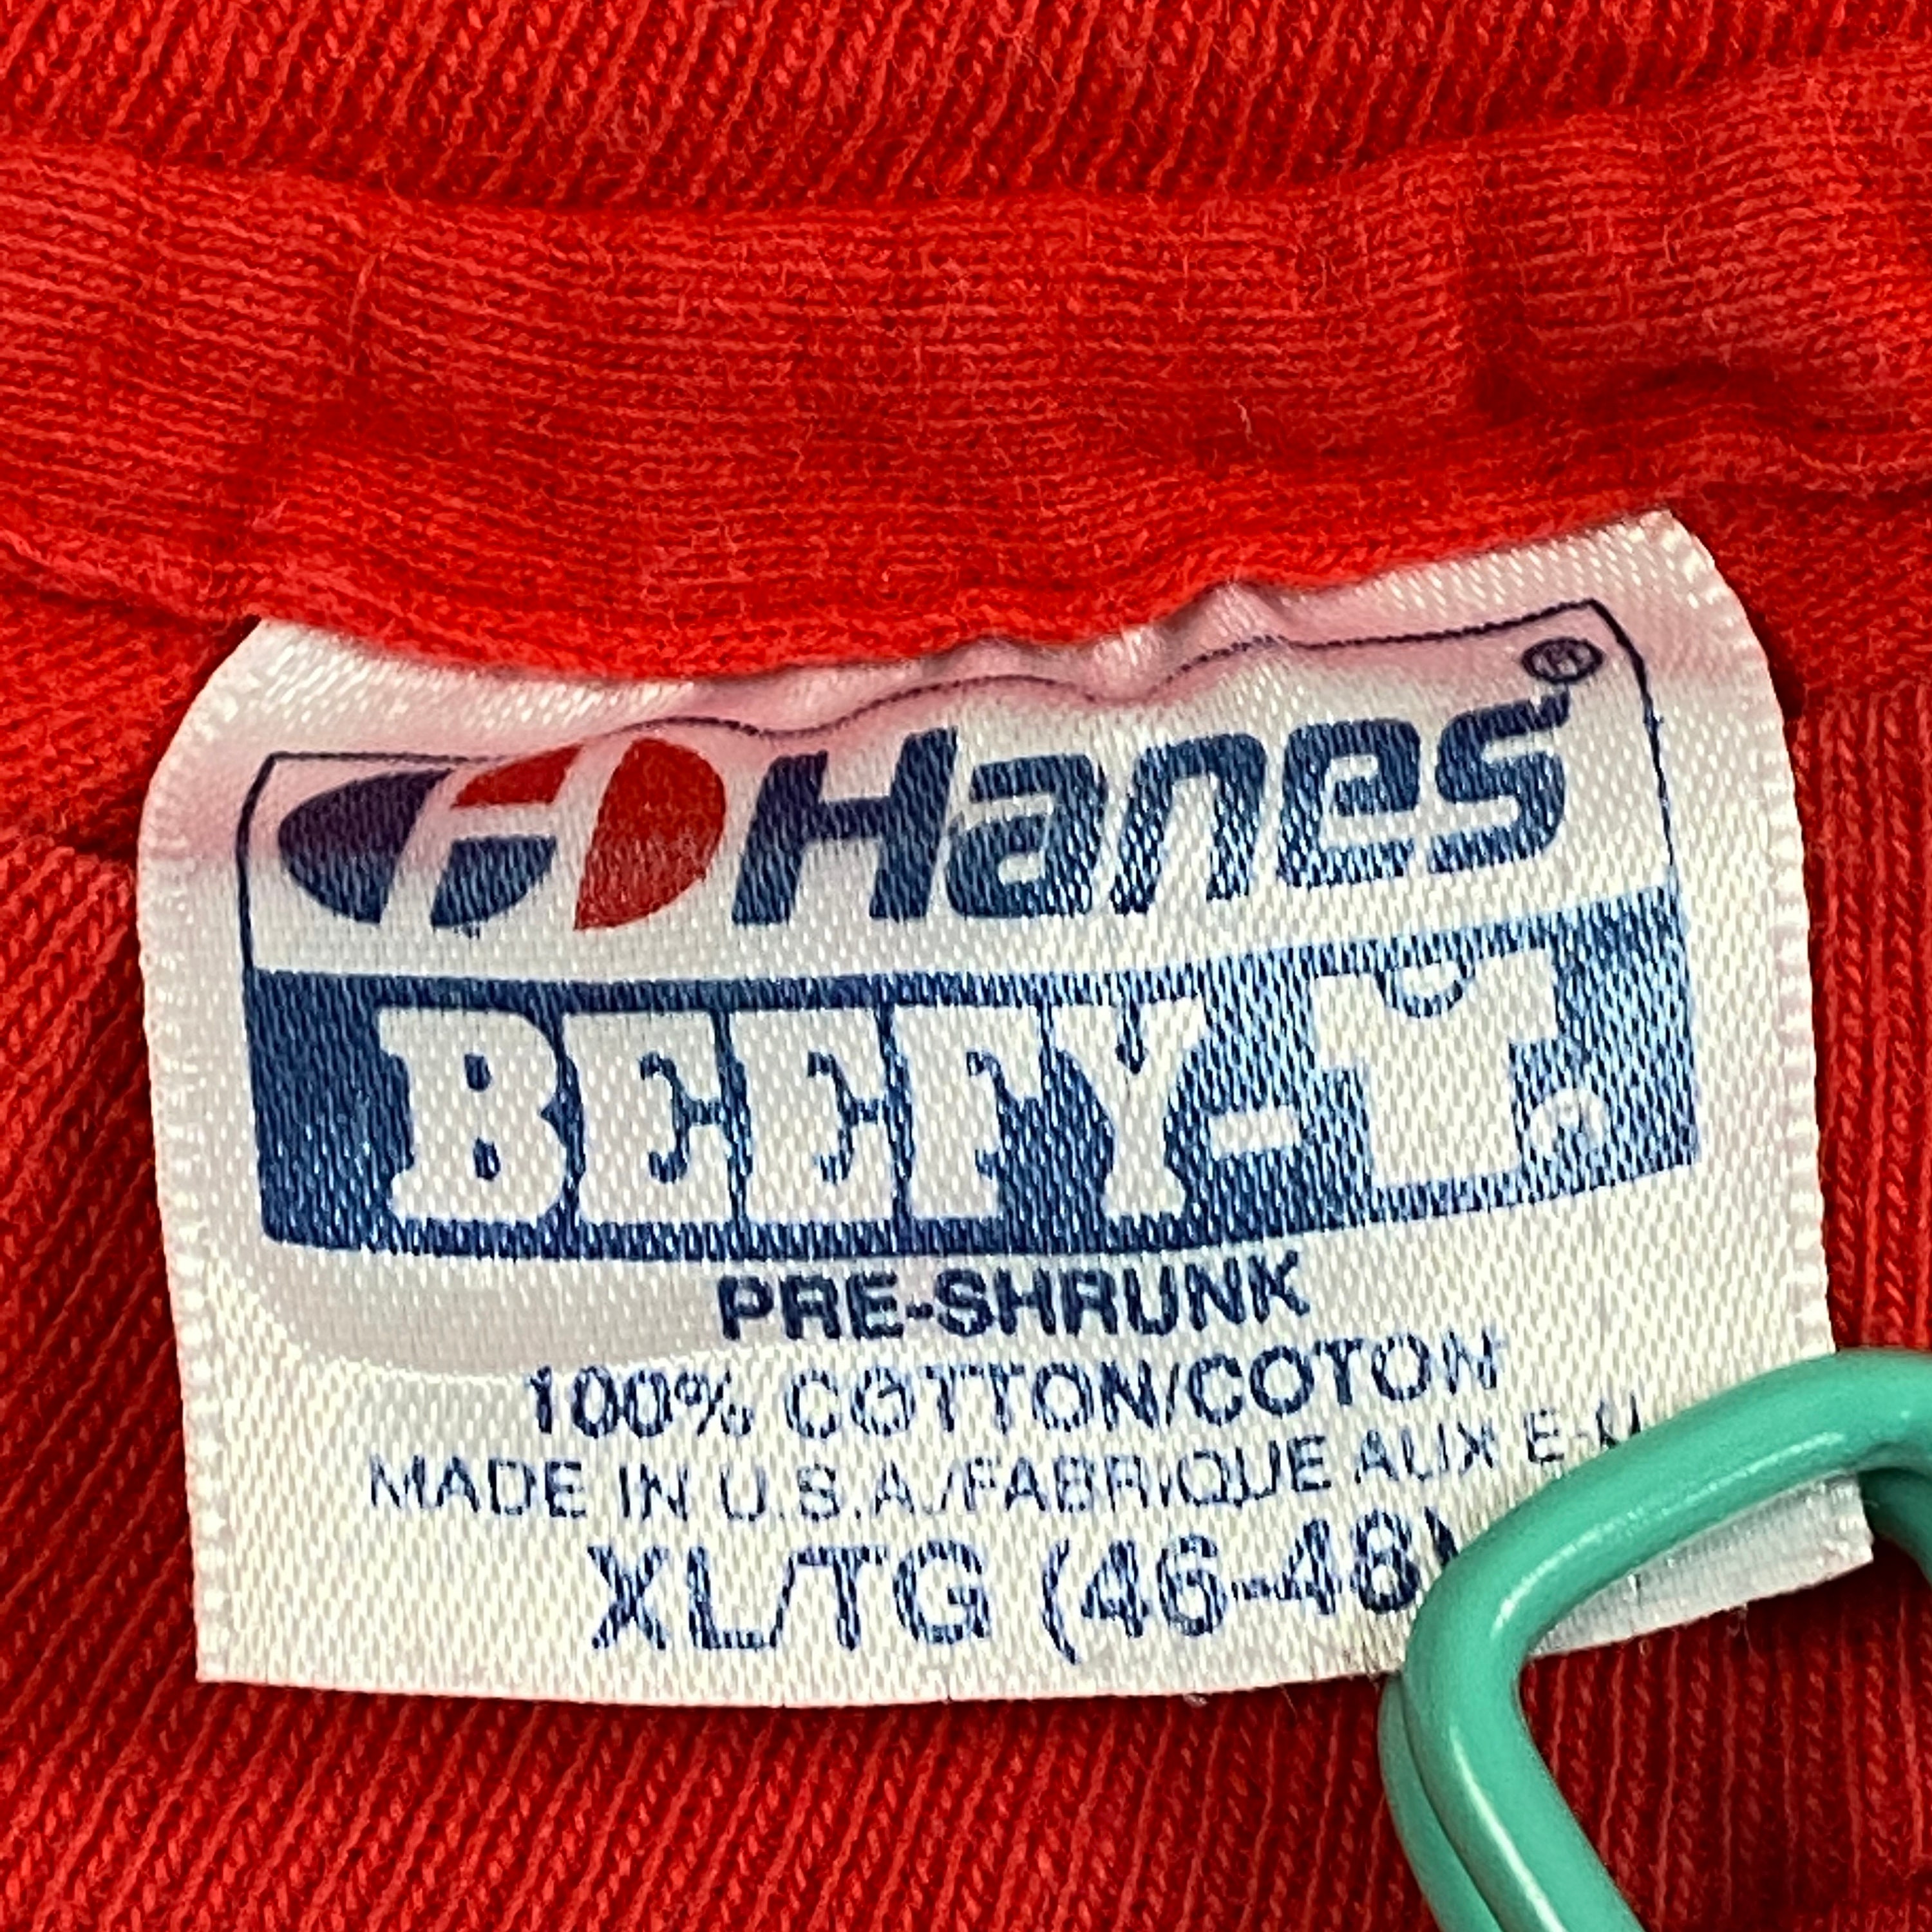 Hanes®
BEEFY-T®
PRE-SHRUNK
100% COTTON/COTON
MADE IN U.S.A./FABRIQUE AUX E-U
XL/TG (46-48)